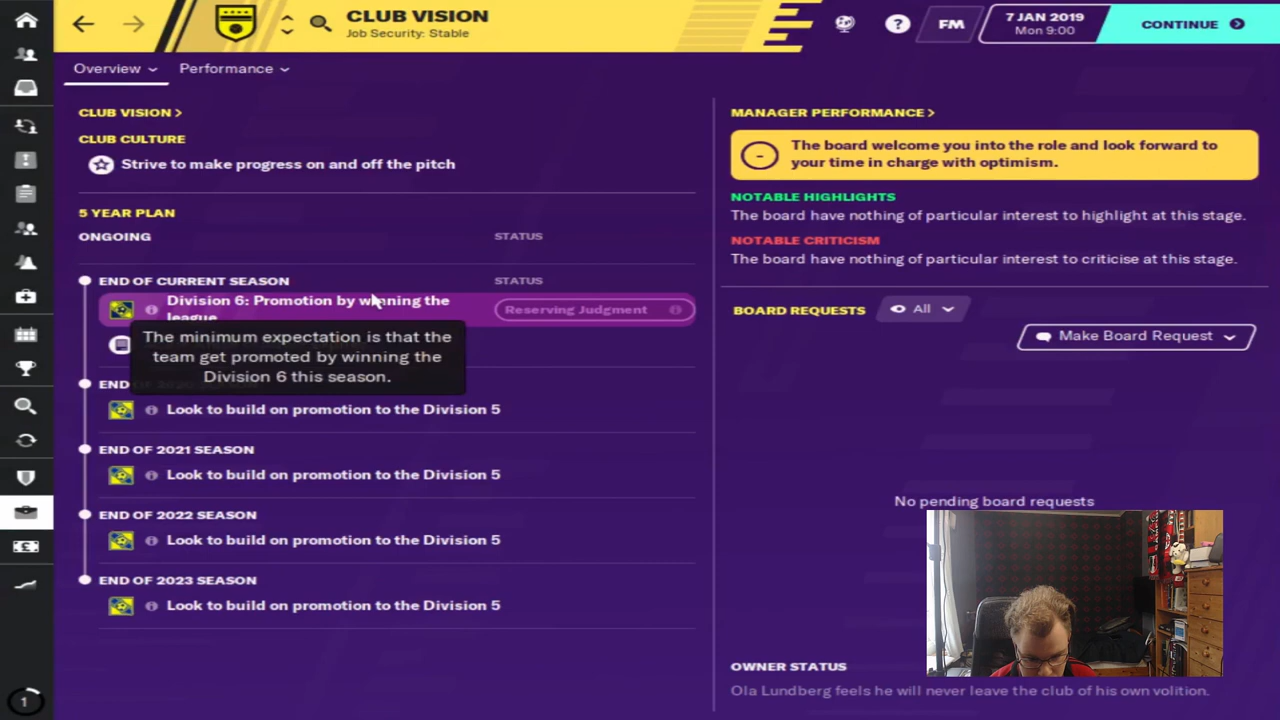 CLUB VISION
Job Security: Stable
?
FM
7 JAN 2019
Mon 9:00
CONTINUE
Overview
Performance
CLUB VISION >
CLUB CULTURE
Strive to make progress on and off the pitch
5 YEAR PLAN
ONGOING
STATUS
END OF CURRENT SEASON
STATUS
Division 6: Promotion by winning the
league
Reserving Judgment
The minimum expectation is that the
team get promoted by winning the
Division 6 this season.
Look to build on promotion to the Division 5
END OF 2021 SEASON
Look to build on promotion to the Division 5
END OF 2022 SEASON
Look to build on promotion to the Division 5
END OF 2023 SEASON
Look to build on promotion to the Division 5
MANAGER PERFORMANCE >
The board welcome you into the role and look forward to
your time in charge with optimism.
NOTABLE HIGHLIGHTS
The board have nothing of particular interest to highlight at this stage.
NOTABLE CRITICISM
The board have nothing of particular interest to criticise at this stage.
BOARD REQUESTS
All
Make Board Request
No pending board requests
OWNER STATUS
Ola Lundberg feels he will never leave the club of his own volition.
1